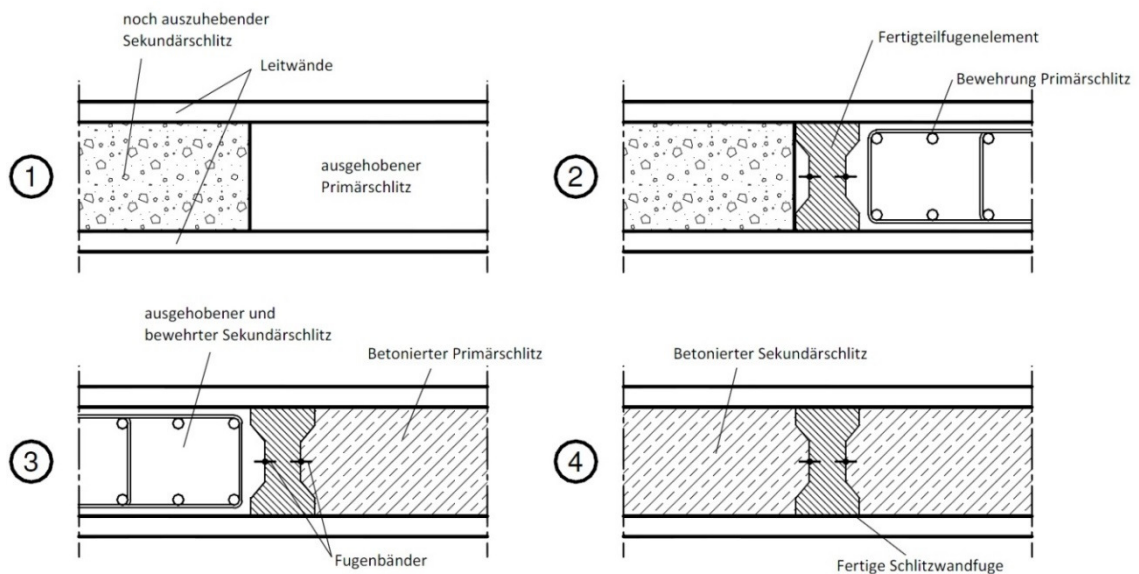 noch auszuhebender
Sekundärschlitz
Leitwände
1
ausgehobener
Primärschlitz
Fertigteilfugenelement
Bewehrung Primärschlitz
2
ausgehobener und
bewehrter Sekundärschlitz
Betonierter Primärschlitz
3
Fugenbänder
Betonierter Sekundärschlitz
4
Fertige Schlitzwandfuge